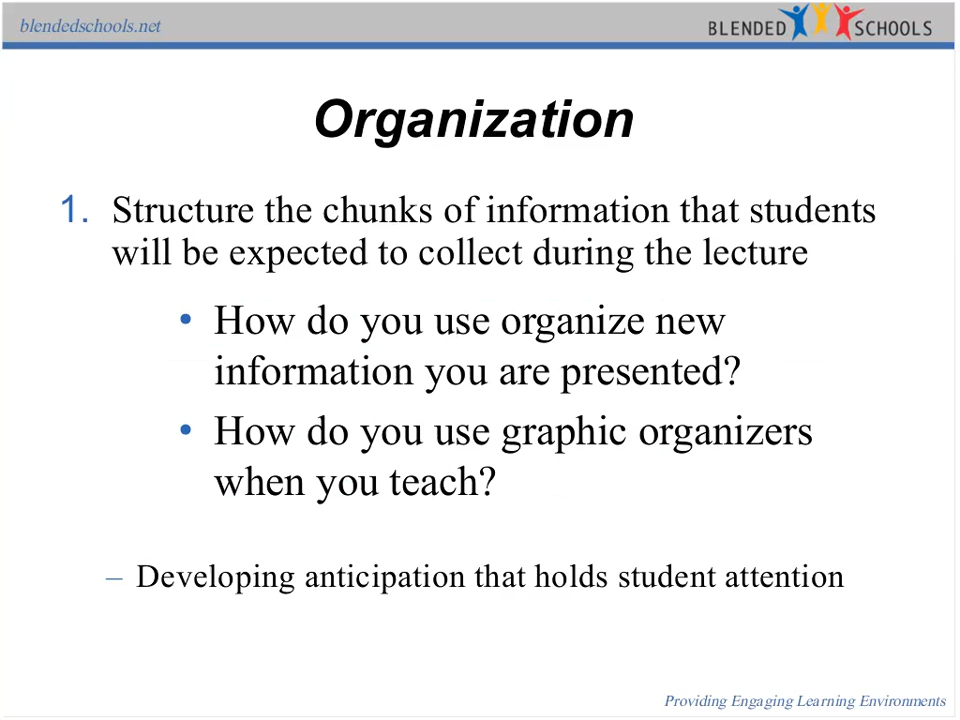 blendedschools.net
BLENDED SCHOOLS
Organization
1. Structure the chunks of information that students
will be expected to collect during the lecture
• How do you use organize new
information you are presented?
• How do you use graphic organizers
when you teach?
– Developing anticipation that holds student attention
Providing Engaging Learning Environments